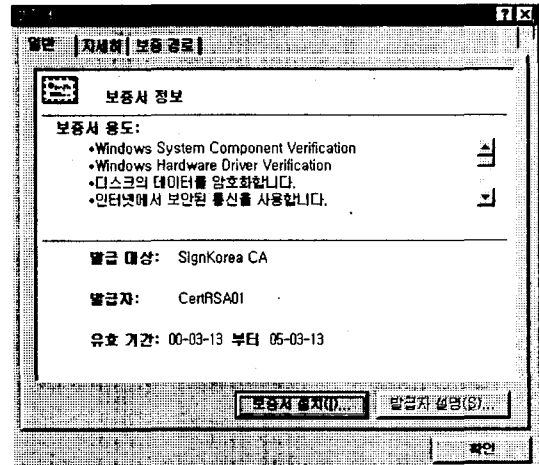 일반 자세히 보증 경로
보증서 정보
보증서 용도:
•Windows System Component Verification
•Windows Hardware Driver Verification
•디스크의 데이터를 암호화합니다.
•인터넷에서 보안된 통신을 사용합니다.
발급 대상: SignKorea CA
발급자: CertRSA01
유효 기간: 00-03-13 부터 05-03-13
보증서 설치(I)... 발급자 설명(S)...
확인